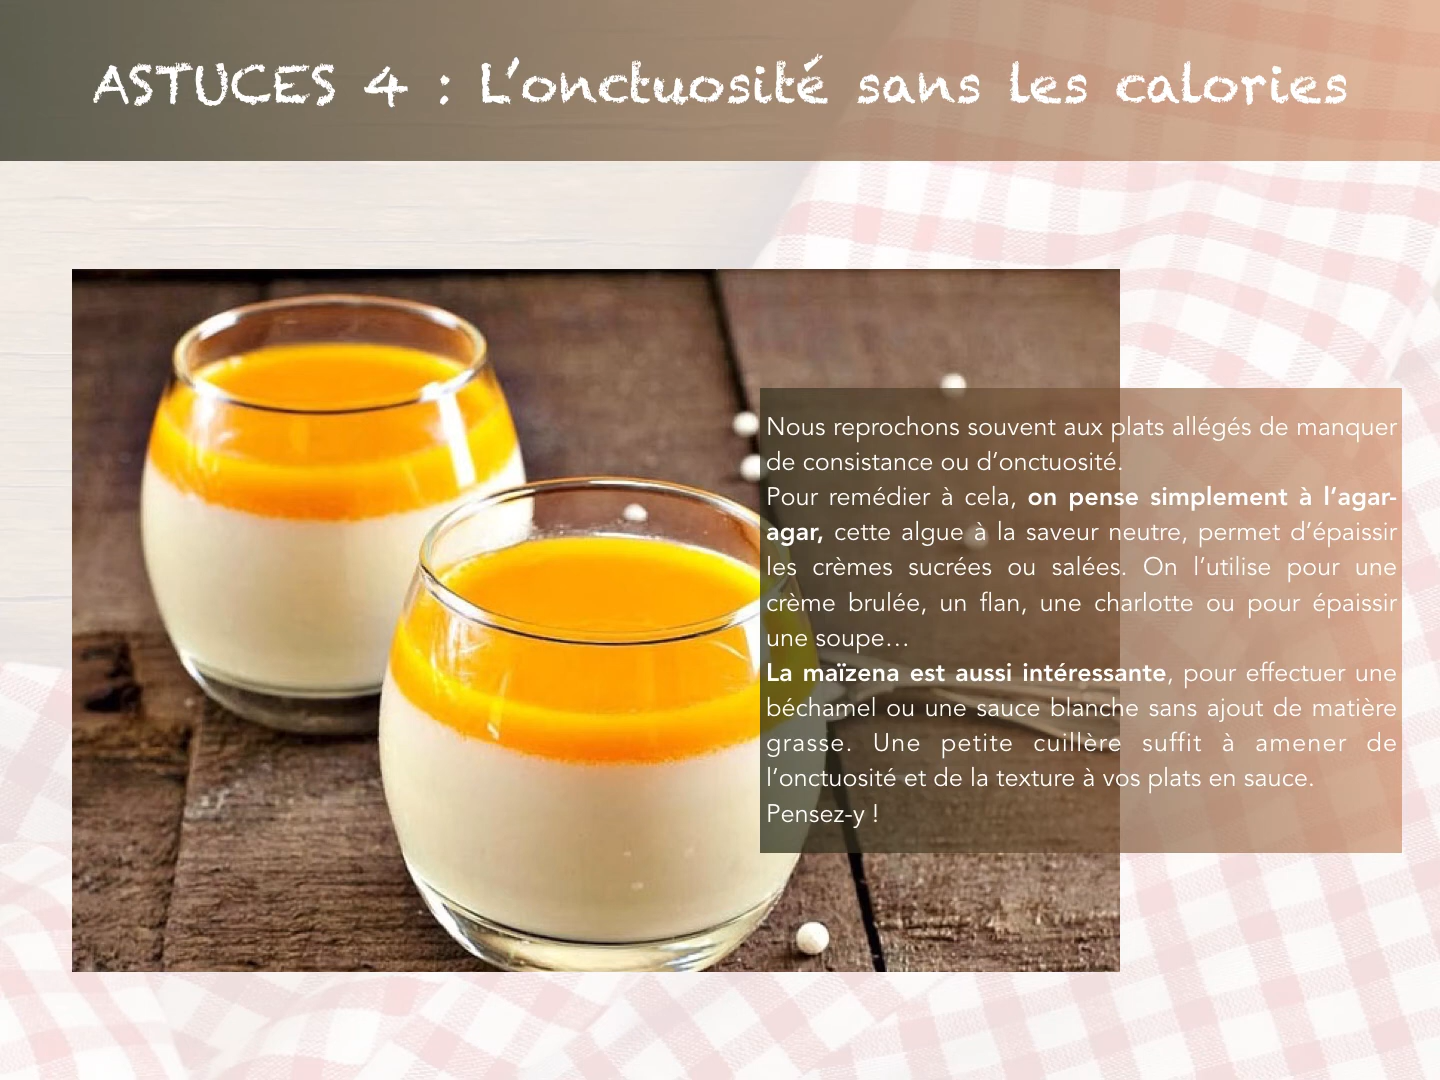 ASTUCES 4 : L’onctuosité sans les calories
Nous reprochons souvent aux plats allégés de manquer
de consistance ou d’onctuosité.
Pour remédier à cela, on pense simplement à l’agar-
agar, cette algue à la saveur neutre, permet d’épaissir
les crèmes sucrées ou salées. On l’utilise pour une
crème brulée, un flan, une charlotte ou pour épaissir
une soupe…
La maïzena est aussi intéressante, pour effectuer une
béchamel ou une sauce blanche sans ajout de matière
grasse. Une petite cuillère suffit à amener de
l’onctuosité et de la texture à vos plats en sauce.
Pensez-y !